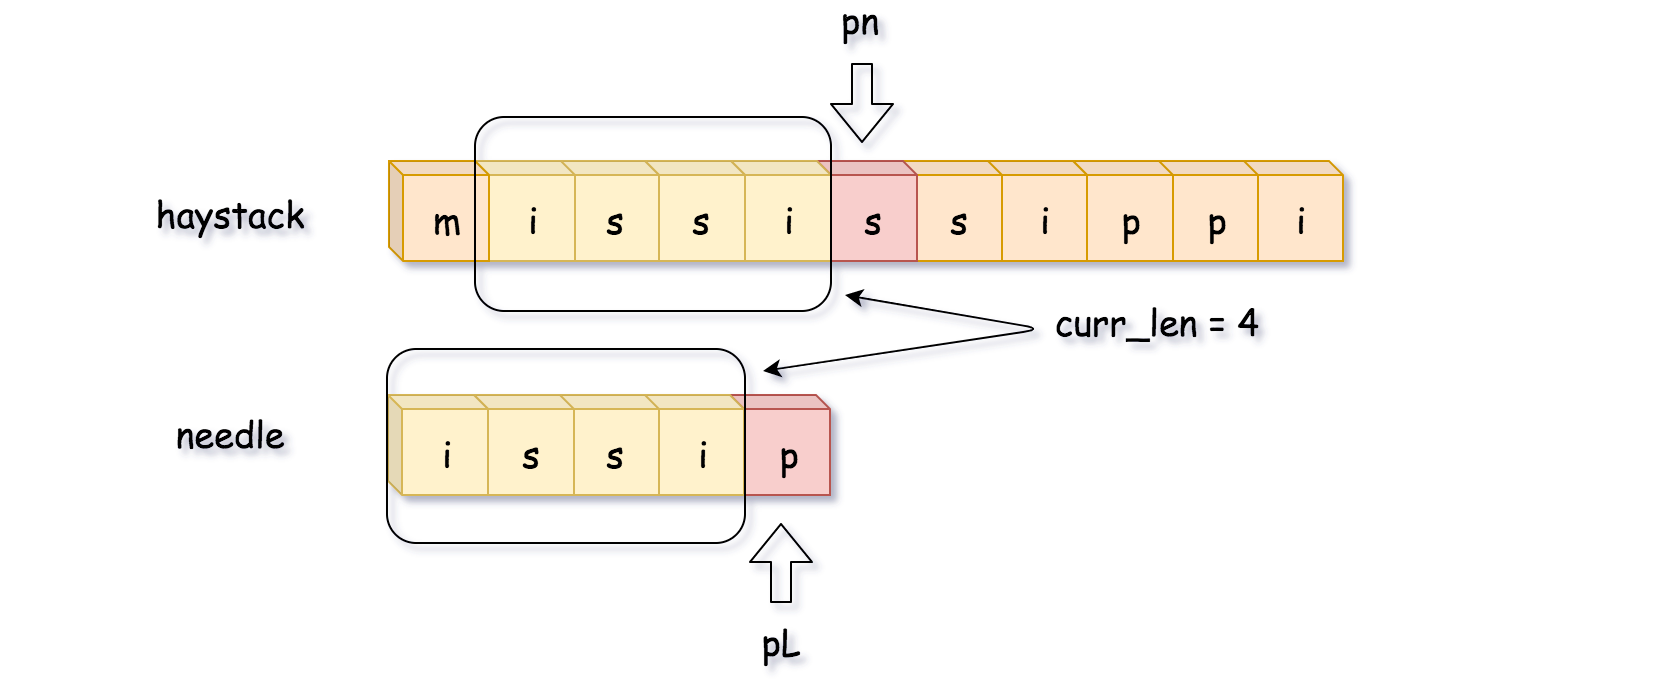 pn
haystack m i s s i s s i p p i
curr_len = 4
needle i s s i p
pL